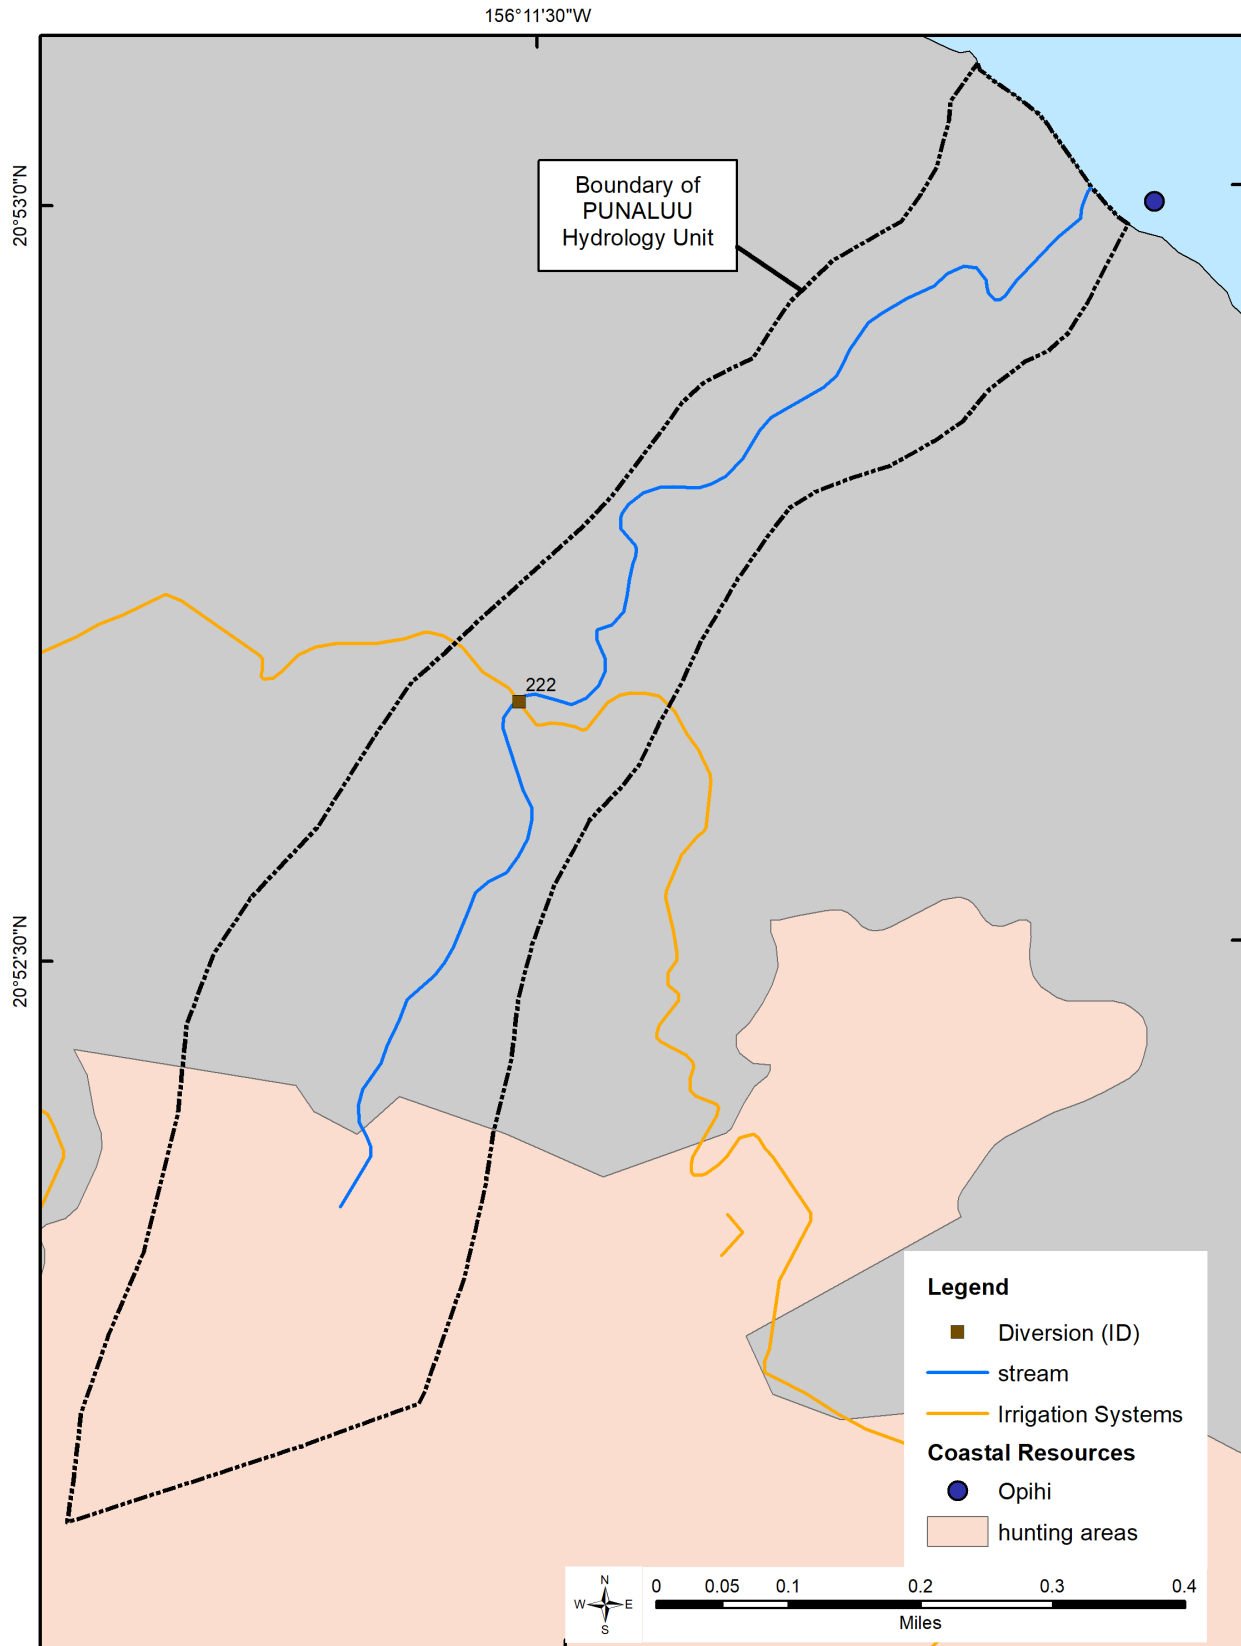 156°11'30"W
20°53'0"N
Boundary of
PUNALUU
Hydrology Unit
222
20°52'30"N
Legend
Diversion (ID)
stream
Irrigation Systems
Coastal Resources
Opihi
hunting areas
N
W E
S
0 0.05 0.1 0.2 0.3 0.4
Miles